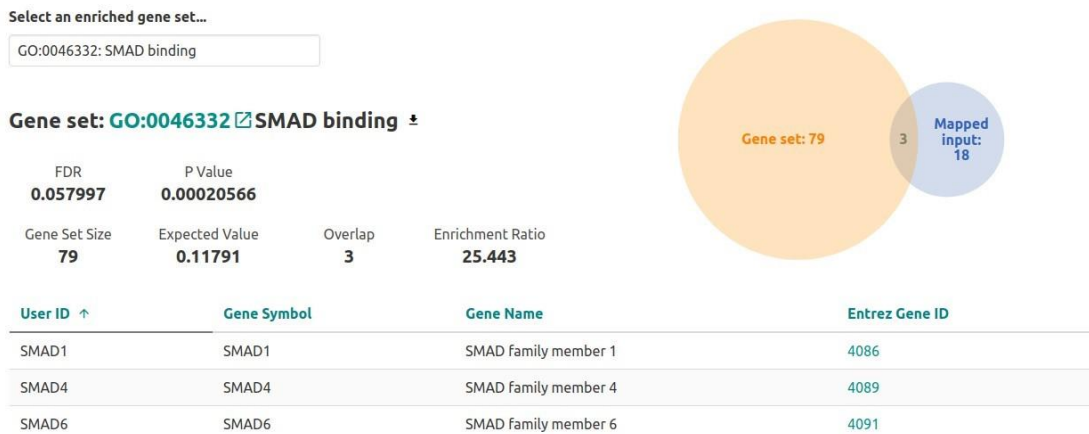 Select an enriched gene set...
GO:0046332: SMAD binding
Gene set: GO:0046332 SMAD binding
FDR P Value
0.057997 0.00020566
Gene Set Size Expected Value Overlap Enrichment Ratio
79 0.11791 3 25.443
Gene set: 79
3
Mapped
input:
18
User ID ↑ Gene Symbol Gene Name Entrez Gene ID
SMAD1 SMAD1 SMAD family member 1 4086
SMAD4 SMAD4 SMAD family member 4 4089
SMAD6 SMAD6 SMAD family member 6 4091